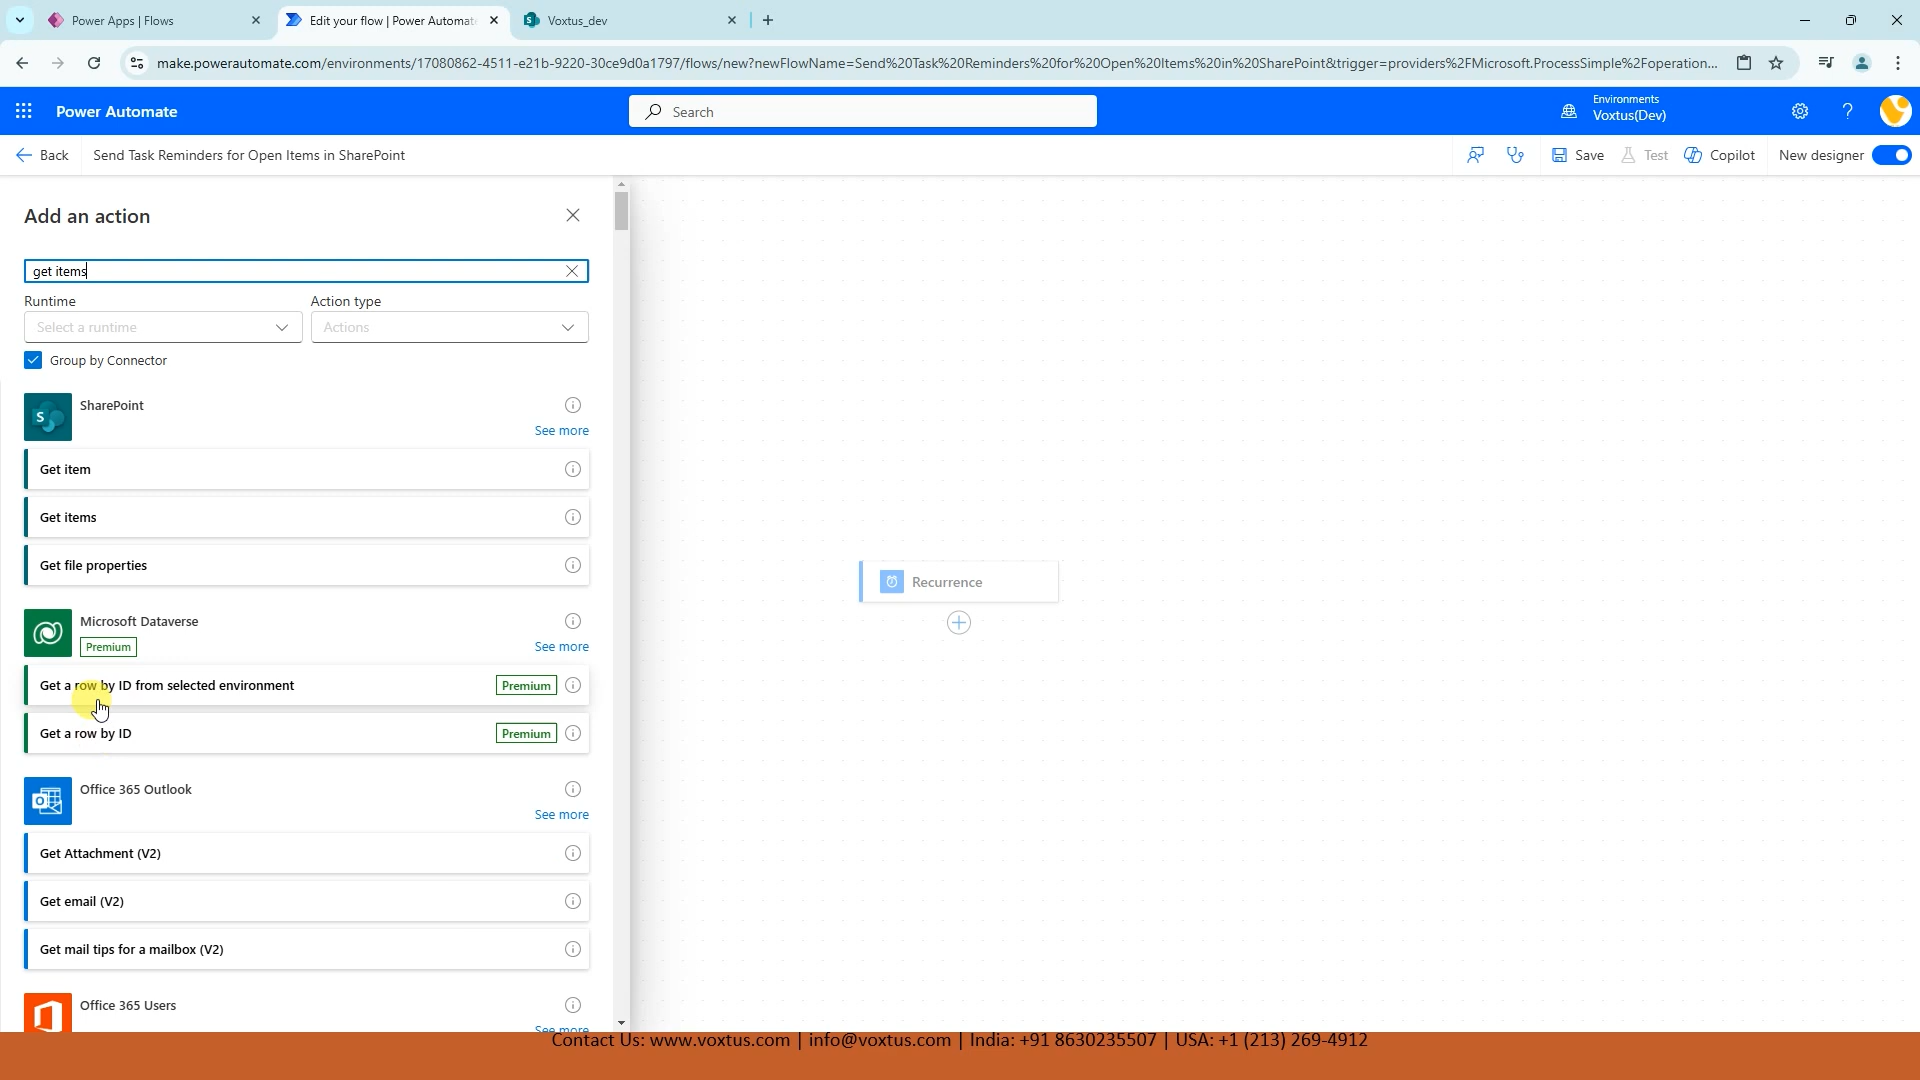 Power Apps | Flows
Edit your flow | Power Automate
Voxtus_dev
make.powerautomate.com/environments/17080862-4511-e21b-9220-30ce9d0a1797/flows/new?newFlowName=Send%20Task%20Reminders%20for%20Open%20Items%20in%20SharePoint&trigger=providers%2FMicrosoft.ProcessSimple%2Foperation...
Power Automate
Search
Environments
Voxtus(Dev)
Back
Send Task Reminders for Open Items in SharePoint
Save
Test
Copilot
New designer
Add an action
get items
Runtime
Action type
Select a runtime
Actions
Group by Connector
SharePoint
See more
Get item
Get items
Get file properties
Microsoft Dataverse
Premium
See more
Get a row by ID from selected environment
Premium
Get a row by ID
Premium
Office 365 Outlook
See more
Get Attachment (V2)
Get email (V2)
Get mail tips for a mailbox (V2)
Office 365 Users
See more
Recurrence
Contact Us: www.voxtus.com | info@voxtus.com | India: +91 8630235507 | USA: +1 (213) 269-4912